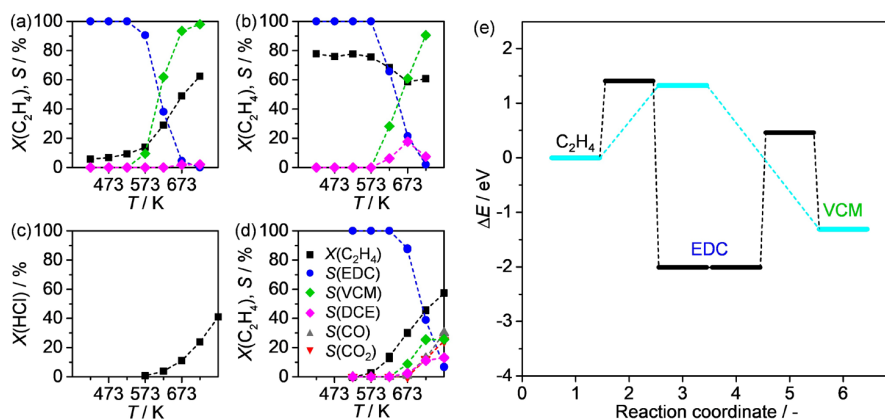 (a)
X(C2H4), S / %
100
80
60
40
20
0
473 573 673
T / K
(b)
X(C2H4), S / %
100
80
60
40
20
0
473 573 673
T / K
(c)
X(HCl) / %
100
80
60
40
20
0
473 573 673
T / K
(d)
X(C2H4), S / %
100
80
60
40
20
0
X(C2H4)
S(EDC)
S(VCM)
S(DCE)
S(CO)
S(CO2)
473 573 673
T / K
(e)
ΔE / eV
2
1
0
-1
-2
-3
-4
C2H4
EDC
VCM
0 1 2 3 4 5 6
Reaction coordinate / -